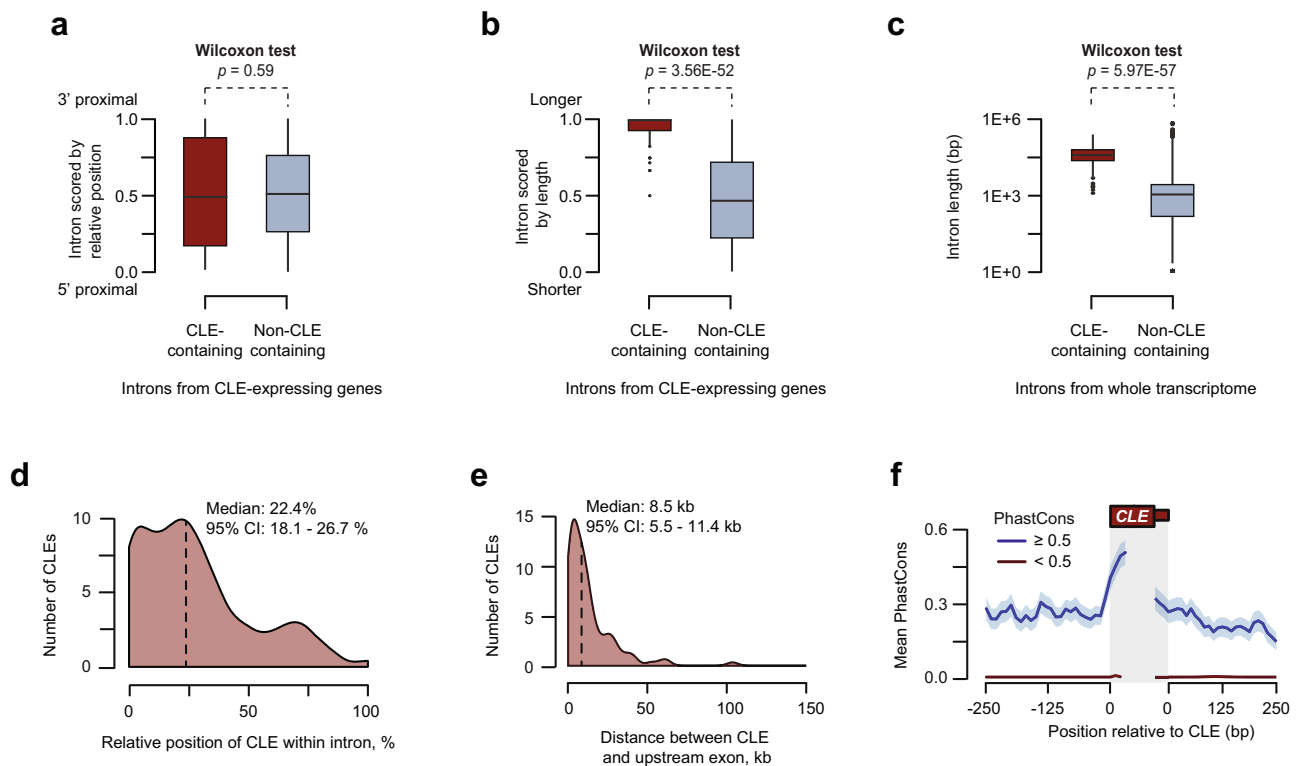 a
Wilcoxon test
p = 0.59
3’ proximal
1.0
0.5
0.0
Intron scored by
relative position
5’ proximal
CLE-
containing
Non-CLE
containing
Introns from CLE-expressing genes
b
Wilcoxon test
p = 3.56E-52
Longer
1.0
0.5
0.0
Intron scored
by length
Shorter
CLE-
containing
Non-CLE
containing
Introns from CLE-expressing genes
c
Wilcoxon test
p = 5.97E-57
1E+6
1E+3
1E+0
Intron length (bp)
CLE-
containing
Non-CLE
containing
Introns from whole transcriptome
d
Median: 22.4%
95% CI: 18.1 - 26.7 %
10
5
0
Number of CLEs
0
50
100
Relative position of CLE within intron, %
e
Median: 8.5 kb
95% CI: 5.5 - 11.4 kb
15
10
5
0
Number of CLEs
0
50
100
150
Distance between CLE
and upstream exon, kb
f
CLE
PhastCons
≥ 0.5
< 0.5
0.6
0.3
0.0
Mean PhastCons
-250
-125
0
0
125
250
Position relative to CLE (bp)